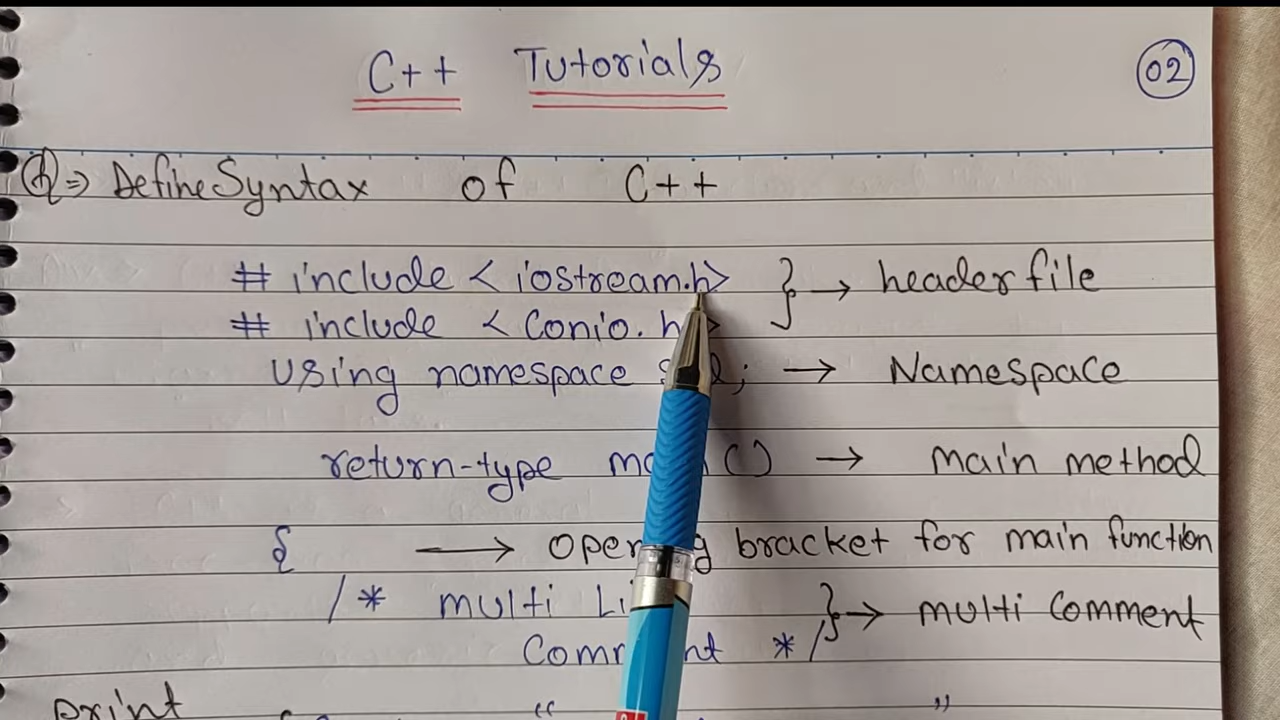 C++ Tutorials
02
Q⇒ Define Syntax of C++
# include < iostream.h> } → header file
# include < Conio. h >
Using namespace ; → Namespace
return-type () → main method
{ → bracket for main function
/* multi } → multi Comment
*/
print
“ ”